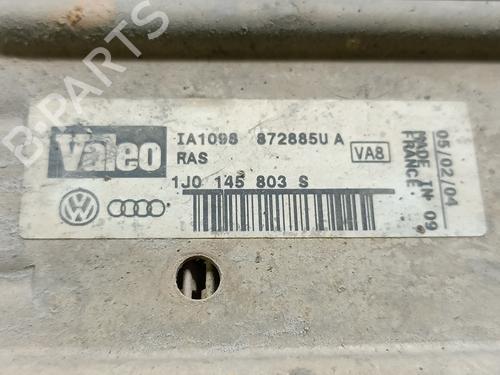 B-PARTS
Valeo
IA1098 872885U A
RAS
VA8
1J0 145 803 S
05/02/04
MADE IN 09
FRANCE